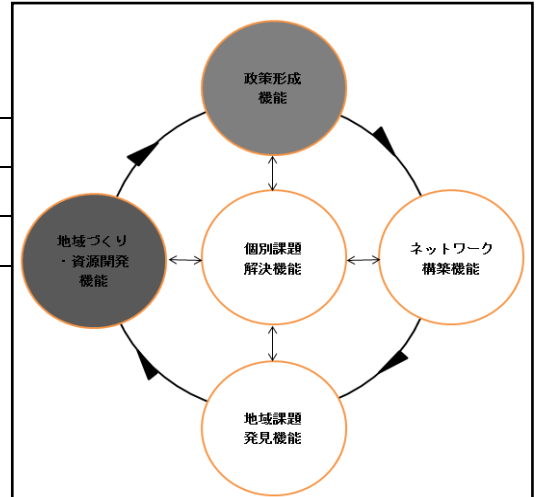 政策形成
機能
地域づくり
・資源開発
機能
個別課題
解決機能
ネットワーク
構築機能
地域課題
発見機能